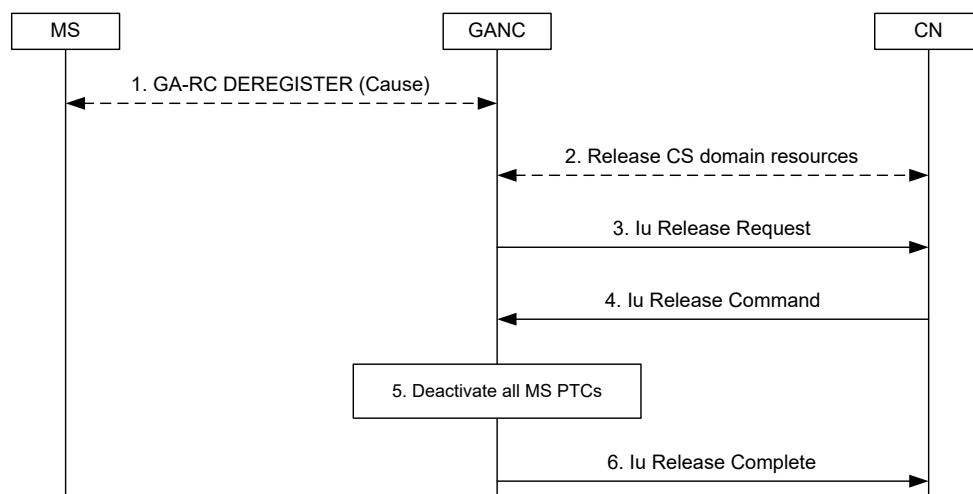 MS
GANC
CN
1. GA-RC DEREGISTER (Cause)
2. Release CS domain resources
3. Iu Release Request
4. Iu Release Command
5. Deactivate all MS PTCs
6. Iu Release Complete